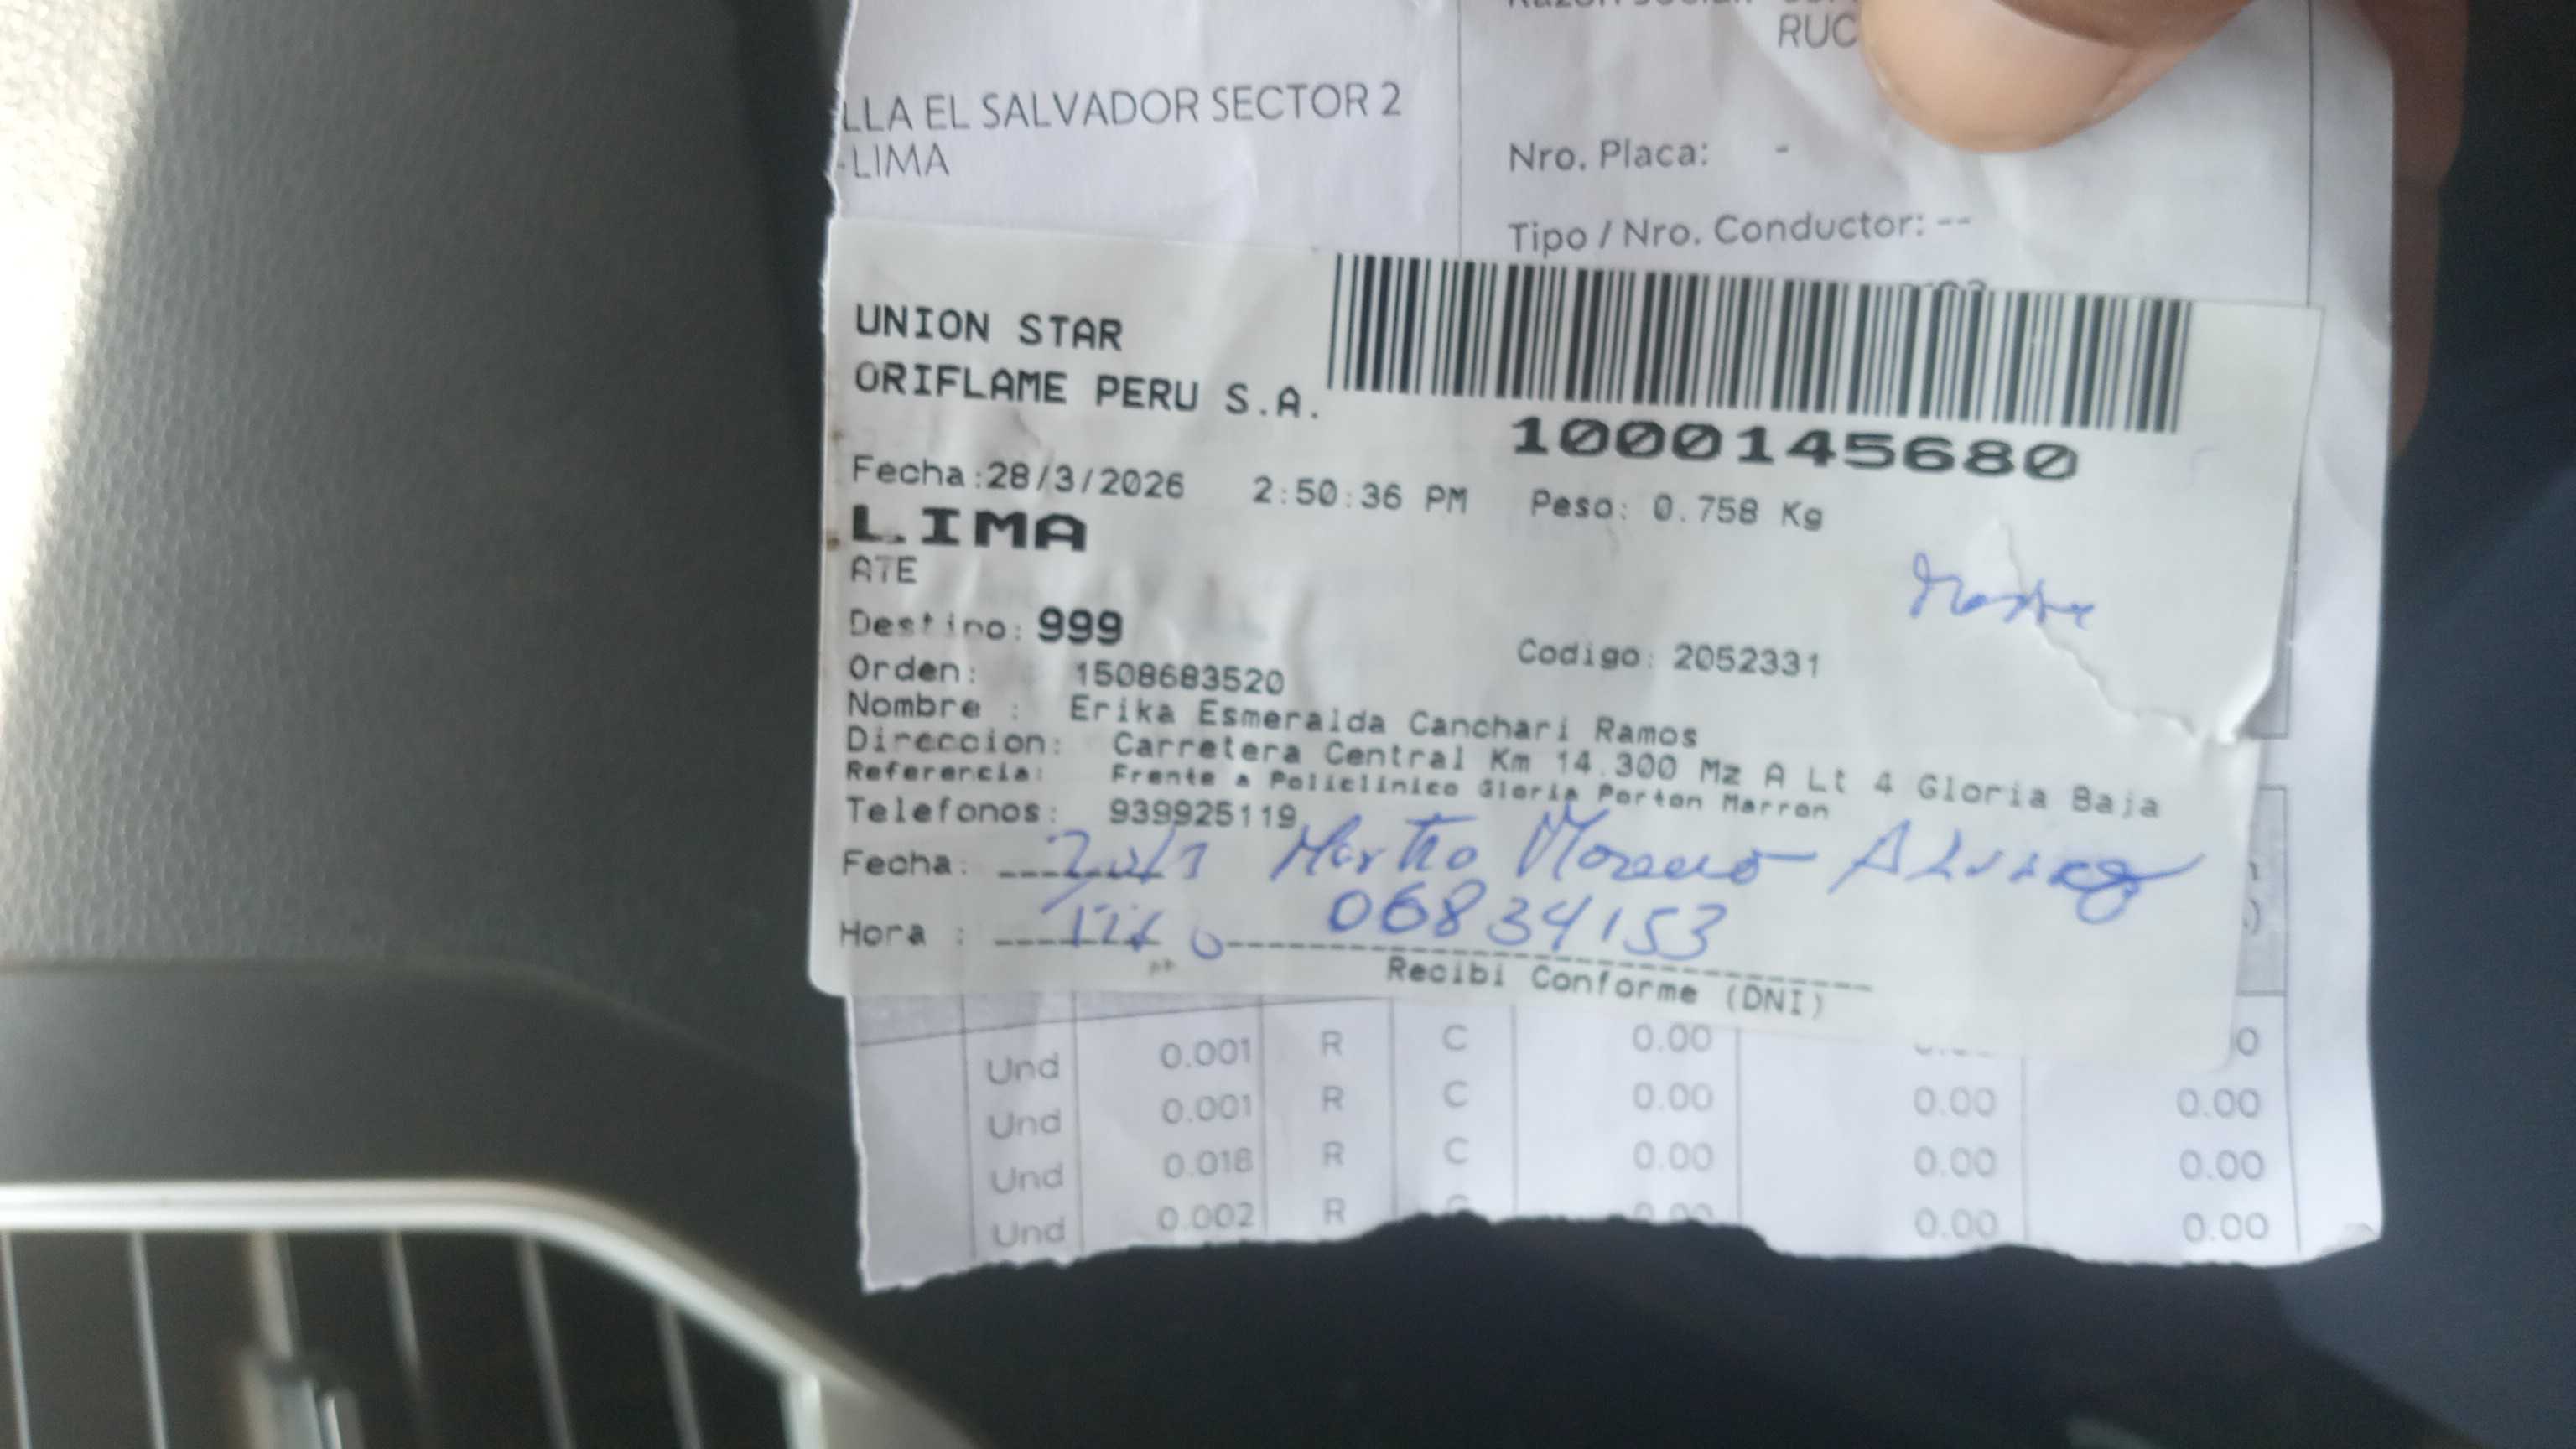 RUC
LLA EL SALVADOR SECTOR 2
-LIMA
Nro. Placa: -
Tipo / Nro. Conductor: --
UNION STAR
ORIFLAME PERU S.A.
1000145680
Fecha:28/3/2026 2:50:36 PM Peso: 0.758 Kg
LIMA
ATE
Destino: 999
Codigo: 2052331
Orden: 1508683520
Nombre : Erika Esmeralda Canchari Ramos
Direccion: Carretera Central Km 14.300 Mz A Lt 4 Gloria Baja
Referencia: Frente a Policlinico Gloria Porton Marron
Telefonos: 939925119
Fecha: Moreno
Hora : 06834153
Recibi Conforme (DNI)
Und 0.001 R C 0.00 0
Und 0.001 R C 0.00 0.00 0.00
Und 0.018 R C 0.00 0.00 0.00
Und 0.002 R 0.00 0.00